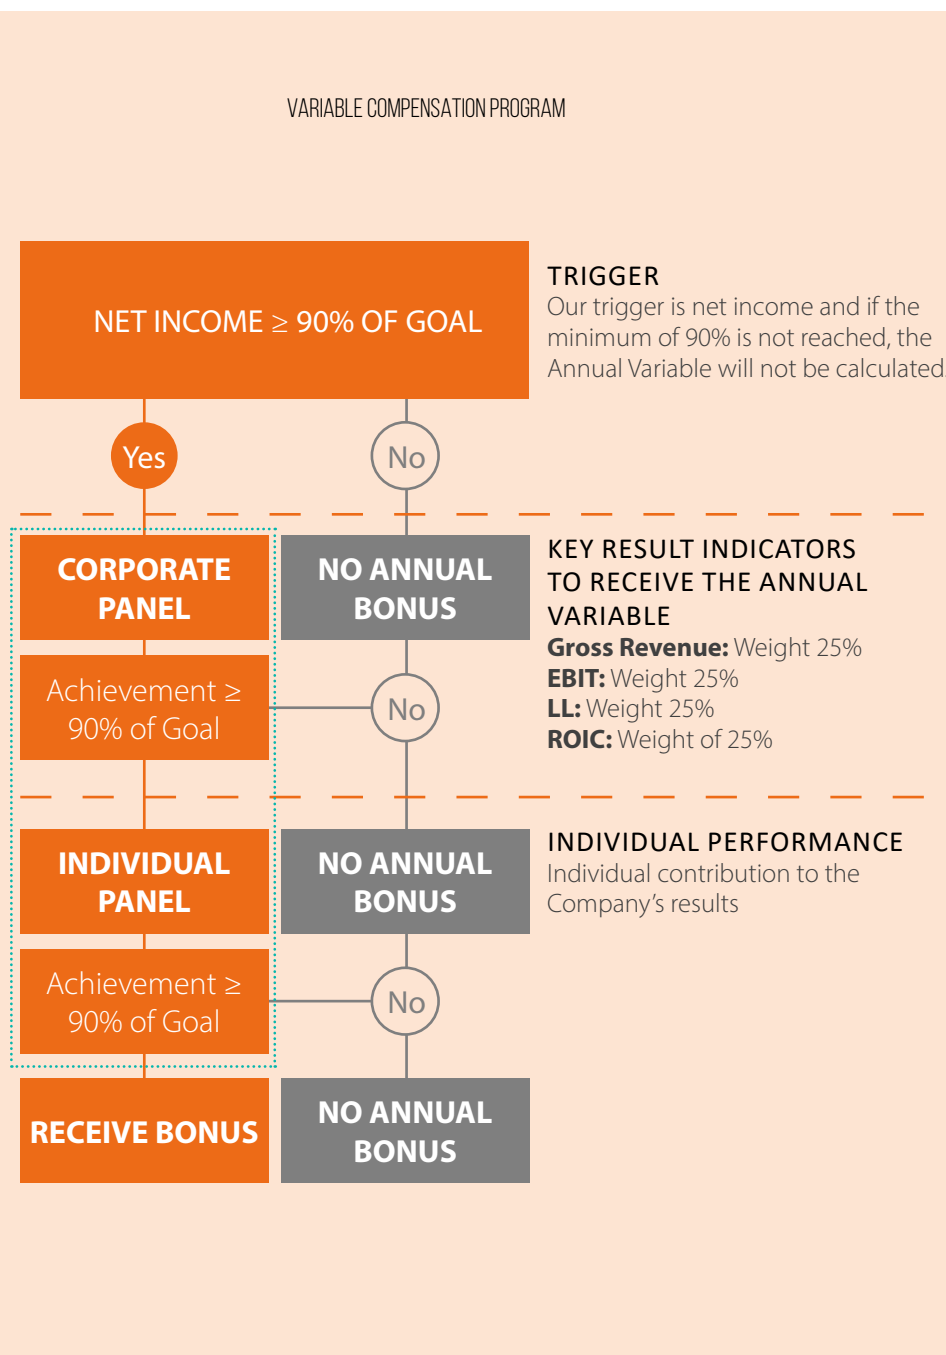 VARIABLE COMPENSATION PROGRAM
NET INCOME ≥ 90% OF GOAL
TRIGGER
Our trigger is net income and if the
minimum of 90% is not reached, the
Annual Variable will not be calculated.
Yes
No
CORPORATE
PANEL
NO ANNUAL
BONUS
KEY RESULT INDICATORS
TO RECEIVE THE ANNUAL
VARIABLE
Gross Revenue: Weight 25%
EBIT: Weight 25%
LL: Weight 25%
ROIC: Weight of 25%
Achievement ≥
90% of Goal
No
INDIVIDUAL
PANEL
NO ANNUAL
BONUS
INDIVIDUAL PERFORMANCE
Individual contribution to the
Company’s results
Achievement ≥
90% of Goal
No
RECEIVE BONUS
NO ANNUAL
BONUS